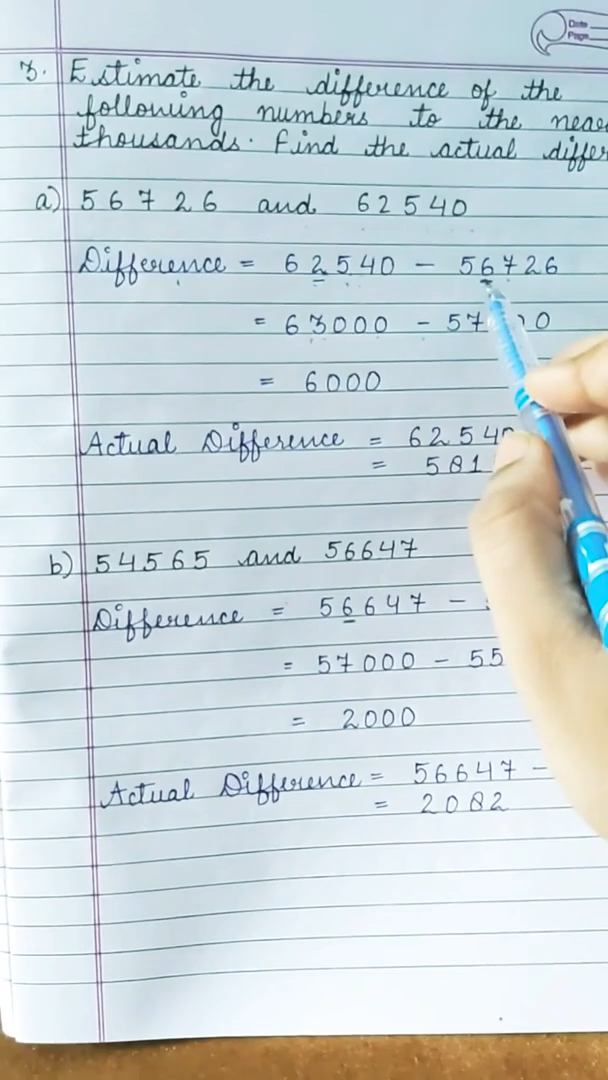 Date
Page
3. Estimate the difference of the
following numbers to the
thousands. Find the actual
a) 56726 and 62540
Difference = 62540 - 56726
= 63000 - 57 0
= 6000
Actual Difference = 6254
= 581
b) 54565 and 56647
Difference = 56647 -
= 57000 - 55
= 2000
Actual Difference = 56647 -
= 2082